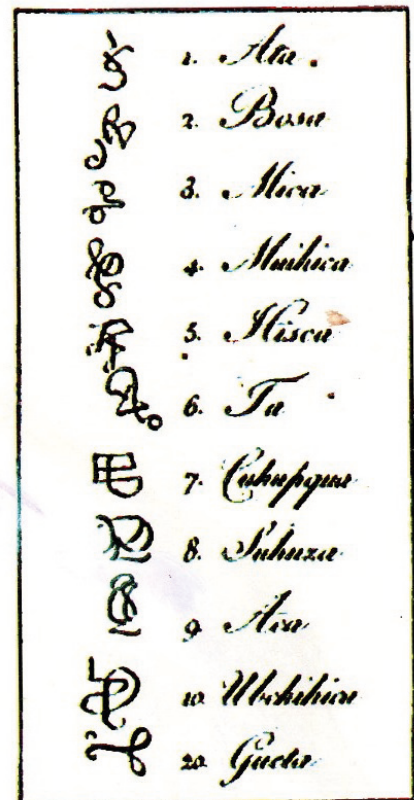 1. Ata.
2. Bosa
3. Mica
4. Muihica
5. Hisca
6. Ta
7. Cuhupqua
8. Suhuza
9. Aca
10. Ubchihica
20. Gueta